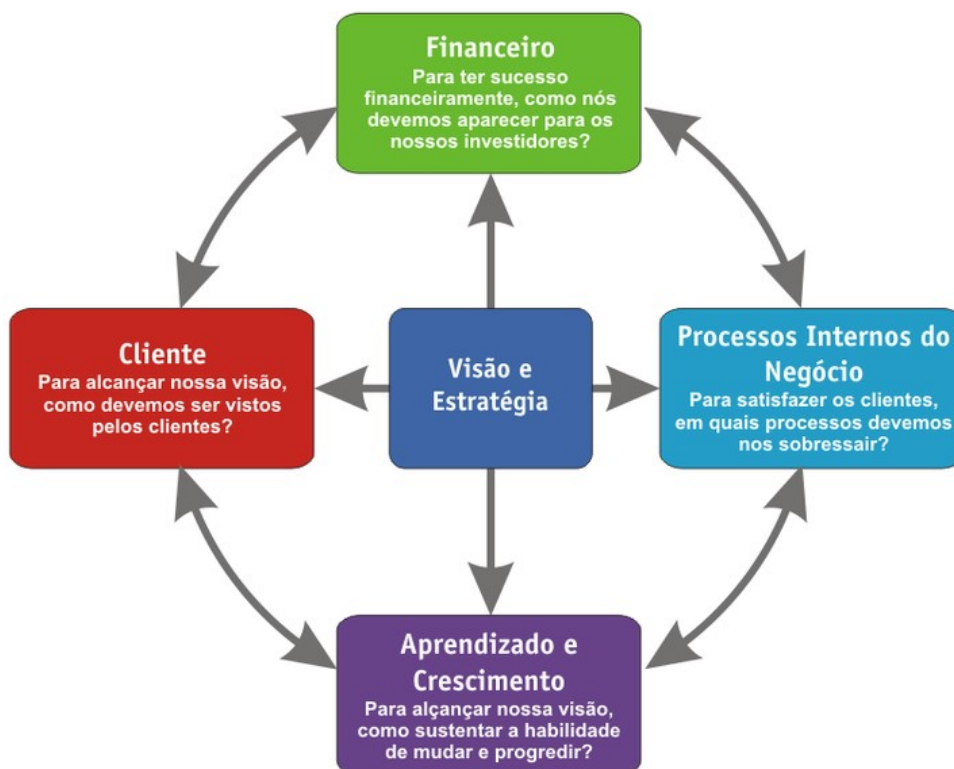 Financeiro
Para ter sucesso
financeiramente, como nós
devemos aparecer para os
nossos investidores?
Cliente
Para alcançar nossa visão,
como devemos ser vistos
pelos clientes?
Visão e
Estratégia
Processos Internos do
Negócio
Para satisfazer os clientes,
em quais processos devemos
nos sobressair?
Aprendizado e
Crescimento
Para alçançar nossa visão,
como sustentar a habilidade
de mudar e progredir?